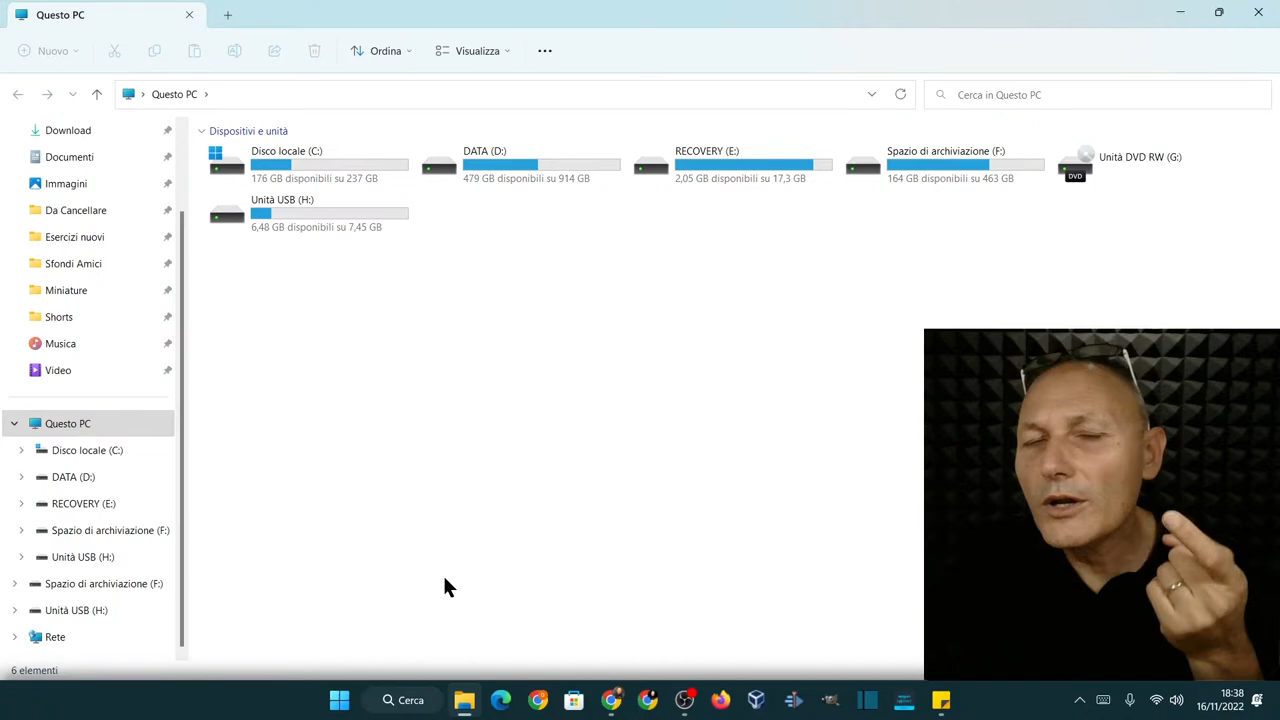 Questo PC
Nuovo
Ordina
Visualizza
Questo PC
Cerca in Questo PC
Download
Documenti
Immagini
Da Cancellare
Esercizi nuovi
Sfondi Amici
Miniature
Shorts
Musica
Video
Questo PC
Disco locale (C:)
DATA (D:)
RECOVERY (E:)
Spazio di archiviazione (F:)
Unità USB (H:)
Spazio di archiviazione (F:)
Unità USB (H:)
Rete
6 elementi
Dispositivi e unità
Disco locale (C:)
176 GB disponibili su 237 GB
DATA (D:)
479 GB disponibili su 914 GB
RECOVERY (E:)
2,05 GB disponibili su 17,3 GB
Spazio di archiviazione (F:)
164 GB disponibili su 463 GB
Unità DVD RW (G:)
DVD
Unità USB (H:)
6,48 GB disponibili su 7,45 GB
Cerca
18:38
16/11/2022